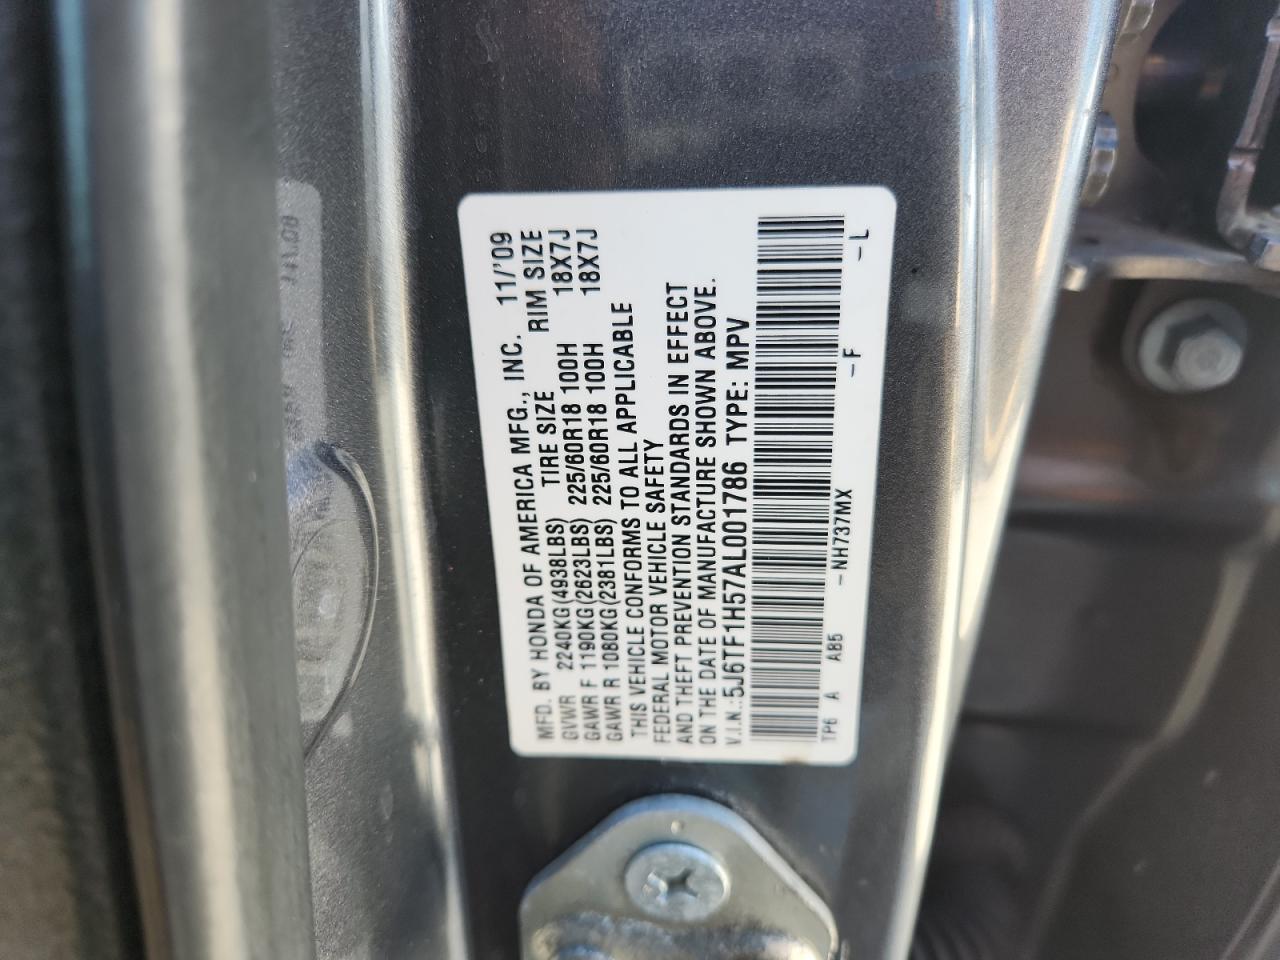 MFD. BY HONDA OF AMERICA MFG., INC. 11/'09
GVWR 2240KG(4938LBS) TIRE SIZE RIM SIZE
GAWR F 1190KG(2623LBS) 225/60R18 100H 18X7J
GAWR R 1080KG(2381LBS) 225/60R18 100H 18X7J
THIS VEHICLE CONFORMS TO ALL APPLICABLE
FEDERAL MOTOR VEHICLE SAFETY
AND THEFT PREVENTION STANDARDS IN EFFECT
ON THE DATE OF MANUFACTURE SHOWN ABOVE.
V.I.N.:5J6TF1H57AL001786 TYPE: MPV
TP6 A AB5 -NH737MX -F -L